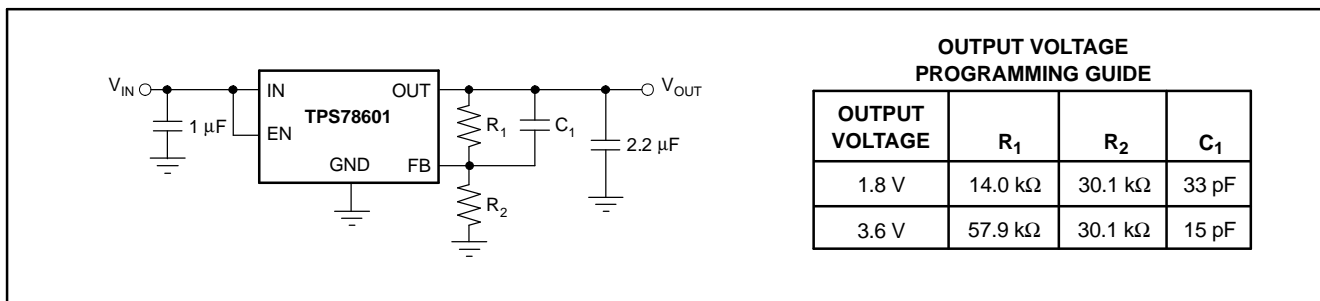 V_IN
IN
OUT
V_OUT
TPS78601
1 μF
EN
R1
C1
2.2 μF
GND
FB
R2
OUTPUT VOLTAGE
PROGRAMMING GUIDE
OUTPUT VOLTAGE R1 R2 C1
1.8 V 14.0 kΩ 30.1 kΩ 33 pF
3.6 V 57.9 kΩ 30.1 kΩ 15 pF